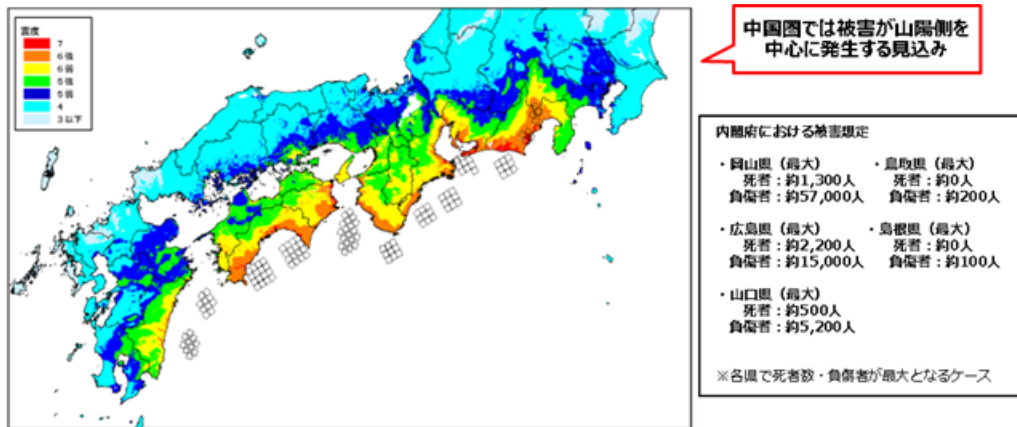 震度
7
6強
6弱
5強
5弱
4
3以下
中国圏では被害が山陽側を
中心に発生する見込み
内閣府における被害想定
・岡山県（最大）
死者：約1,300人
負傷者：約57,000人
・鳥取県（最大）
死者：約0人
負傷者：約200人
・広島県（最大）
死者：約2,200人
負傷者：約15,000人
・島根県（最大）
死者：約0人
負傷者：約100人
・山口県（最大）
死者：約500人
負傷者：約5,200人
※各県で死者数・負傷者が最大となるケース